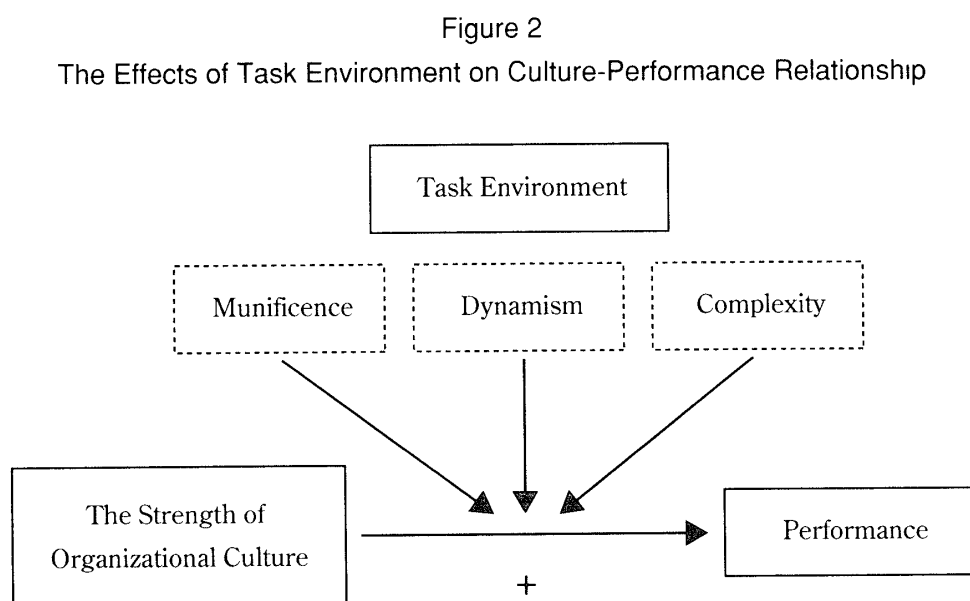 Figure 2
The Effects of Task Environment on Culture-Performance Relationship
Task Environment
Munificence
Dynamism
Complexity
The Strength of
Organizational Culture
Performance
+